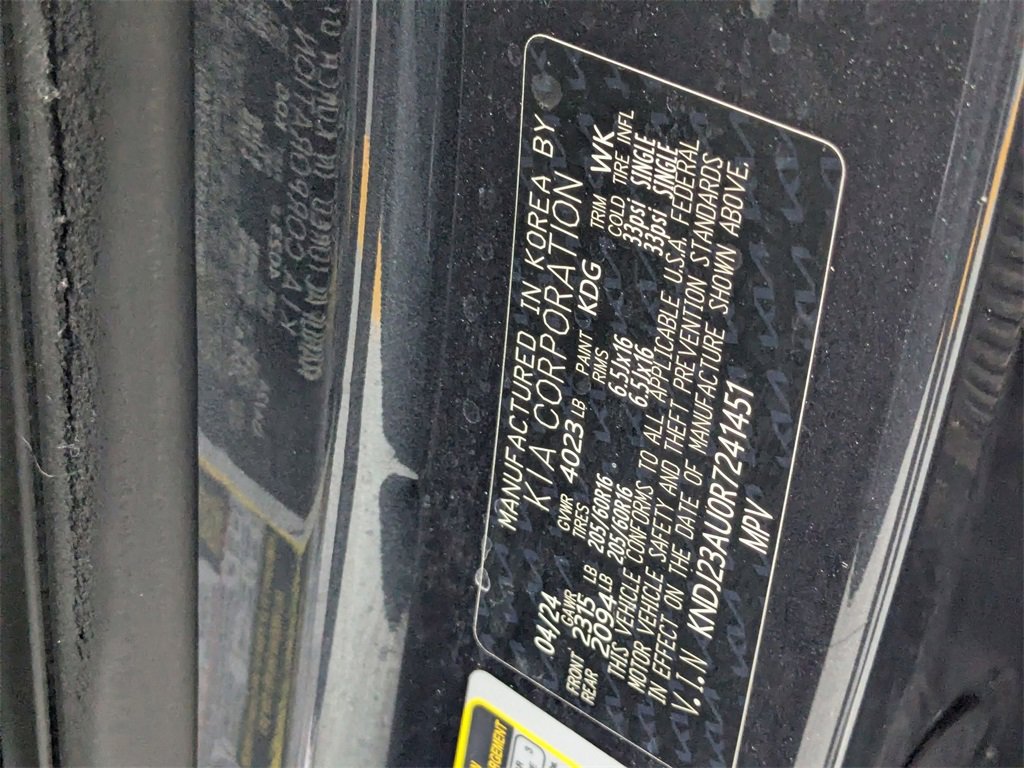 MANUFACTURED IN KOREA BY
KIA CORPORATION
04/24 GVWR 4023 LB PAINT KDG TRIM WK
GAWR TIRES RIMS COLD TIRE INFL
FRONT 2315 LB 205/60R16 6.5Jx16 33psi SINGLE
REAR 2094 LB 205/60R16 6.5Jx16 33psi SINGLE
THIS VEHICLE CONFORMS TO ALL APPLICABLE U.S.A. FEDERAL
MOTOR VEHICLE SAFETY AND THEFT PREVENTION STANDARDS
IN EFFECT ON THE DATE OF MANUFACTURE SHOWN ABOVE.
V.I.N KNDJ23AU0R7241451
MPV